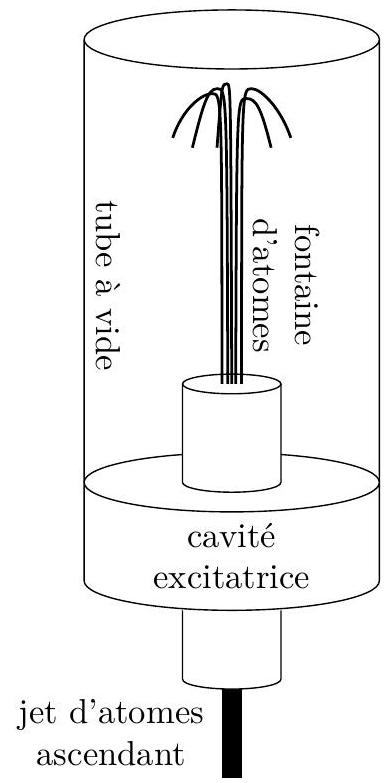 tube à vide
fontaine
d'atomes
cavité
excitatrice
jet d'atomes
ascendant